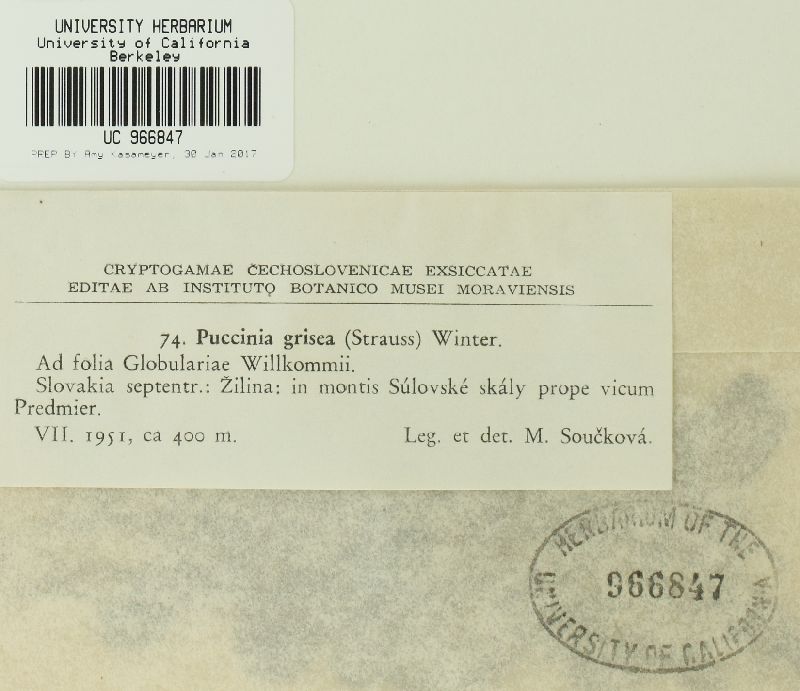 UNIVERSITY HERBARIUM
University of California
Berkeley
UC 966847
PREP BY Amy Kasameyer, 30 Jan 2017
CRYPTOGAMAE ČECHOSLOVENICAE EXSICCATAE
EDITAE AB INSTITUTO BOTANICO MUSEI MORAVIENSIS
74. Puccinia grisea (Strauss) Winter.
Ad folia Globulariae Willkommii.
Slovakia septentr.: Žilina; in montis Súlovské skály prope vicum
Predmier.
VII. 1951, ca 400 m. Leg. et det. M. Součková.
HERBARIUM OF THE
966847
UNIVERSITY OF CALIFORNIA